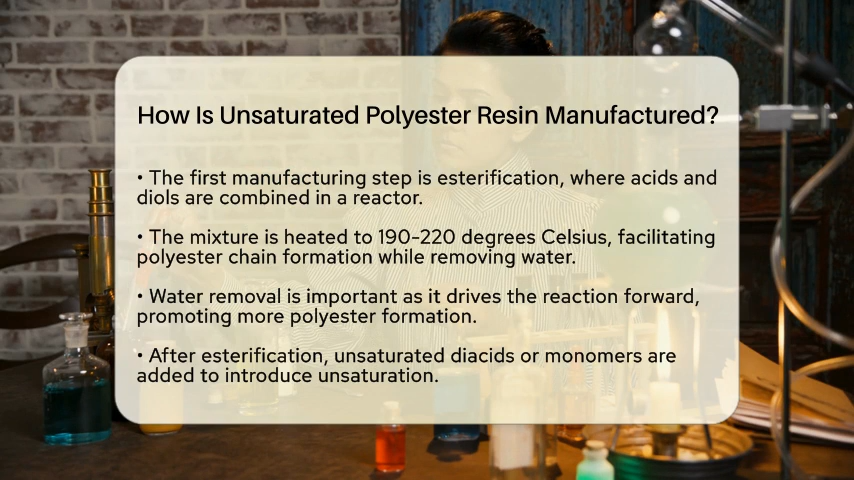 How Is Unsaturated Polyester Resin Manufactured?
• The first manufacturing step is esterification, where acids and
diols are combined in a reactor.
• The mixture is heated to 190–220 degrees Celsius, facilitating
polyester chain formation while removing water.
• Water removal is important as it drives the reaction forward,
promoting more polyester formation.
• After esterification, unsaturated diacids or monomers are
added to introduce unsaturation.